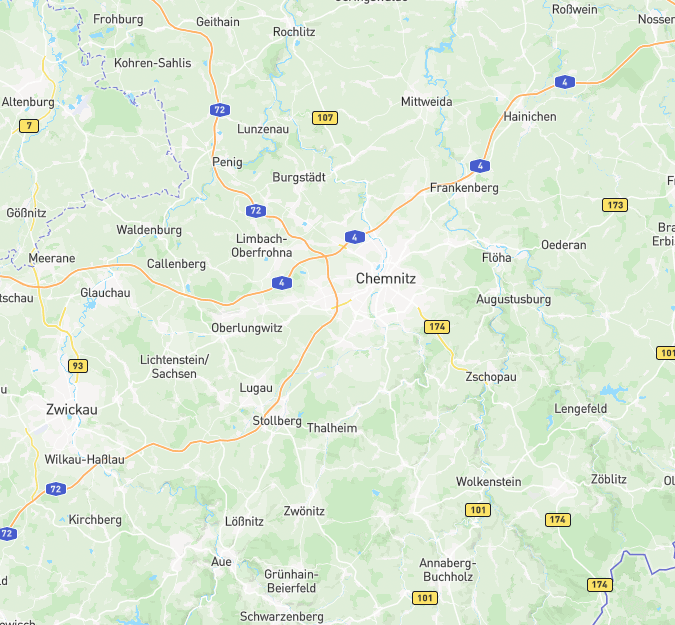 Frohburg
Geithain
Roßwein
Rochlitz
Nossen
Kohren-Sahlis
4
Altenburg
72
Mittweida
107
Hainichen
7
Lunzenau
Penig
4
Burgstädt
Frankenberg
173
Gößnitz
72
Waldenburg
4
Limbach-
Oberfrohna
Oederan
Meerane
Callenberg
Flöha
Chemnitz
4
Glauchau
Augustusburg
Oberlungwitz
174
Lichtenstein/
Sachsen
93
101
Zschopau
Lugau
Zwickau
Lengefeld
Stollberg
Thalheim
Wilkau-Haßlau
Wolkenstein
Zöblitz
72
Zwönitz
101
Kirchberg
Lößnitz
174
72
Aue
Annaberg-
Buchholz
Grünhain-
Beierfeld
174
101
Schwarzenberg